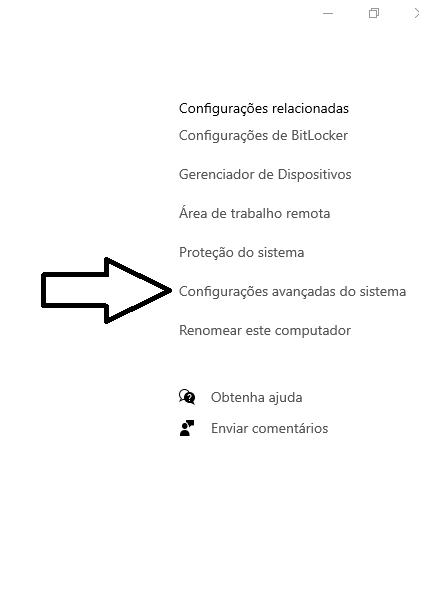 Configurações relacionadas
Configurações de BitLocker
Gerenciador de Dispositivos
Área de trabalho remota
Proteção do sistema
Configurações avançadas do sistema
Renomear este computador
Obtenha ajuda
Enviar comentários